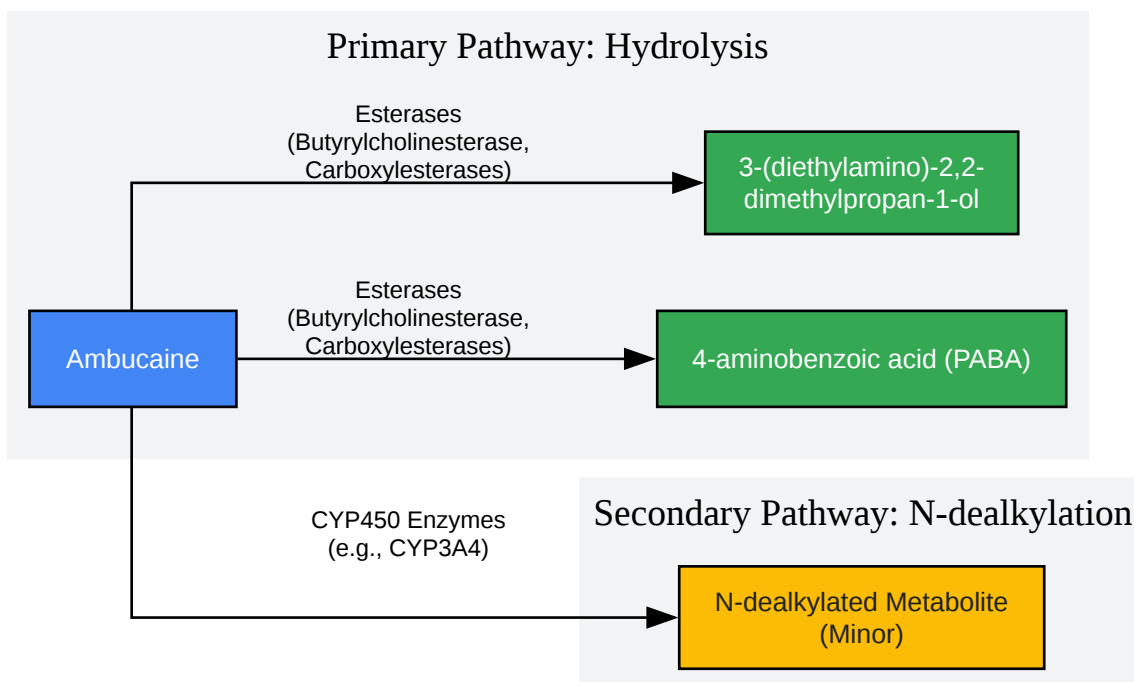 Primary Pathway: Hydrolysis
Esterases
(Butyrylcholinesterase,
Carboxylesterases)
3-(diethylamino)-2,2-
dimethylpropan-1-ol
Esterases
(Butyrylcholinesterase,
Carboxylesterases)
Ambucaine
4-aminobenzoic acid (PABA)
CYP450 Enzymes
(e.g., CYP3A4)
Secondary Pathway: N-dealkylation
N-dealkylated Metabolite
(Minor)